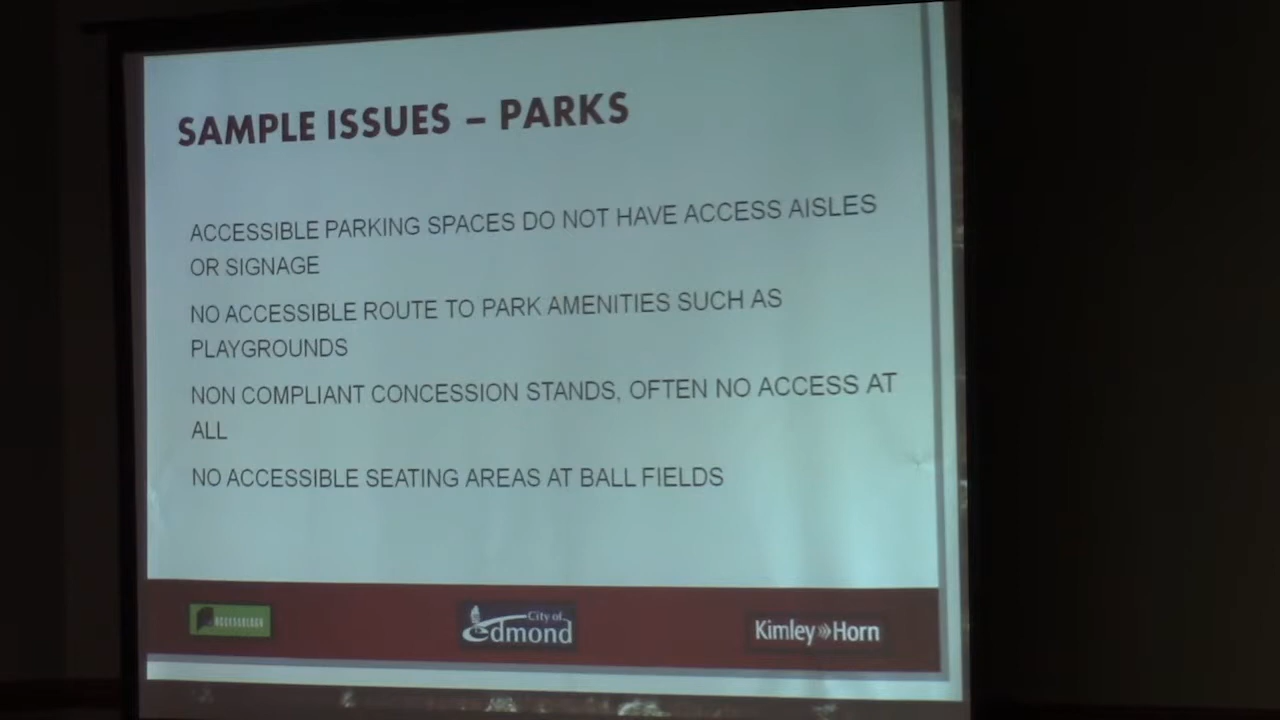 SAMPLE ISSUES – PARKS
ACCESSIBLE PARKING SPACES DO NOT HAVE ACCESS AISLES
OR SIGNAGE
NO ACCESSIBLE ROUTE TO PARK AMENITIES SUCH AS
PLAYGROUNDS
NON COMPLIANT CONCESSION STANDS, OFTEN NO ACCESS AT
ALL
NO ACCESSIBLE SEATING AREAS AT BALL FIELDS
ACCESSOLOGY
City of
Edmond
Kimley»Horn